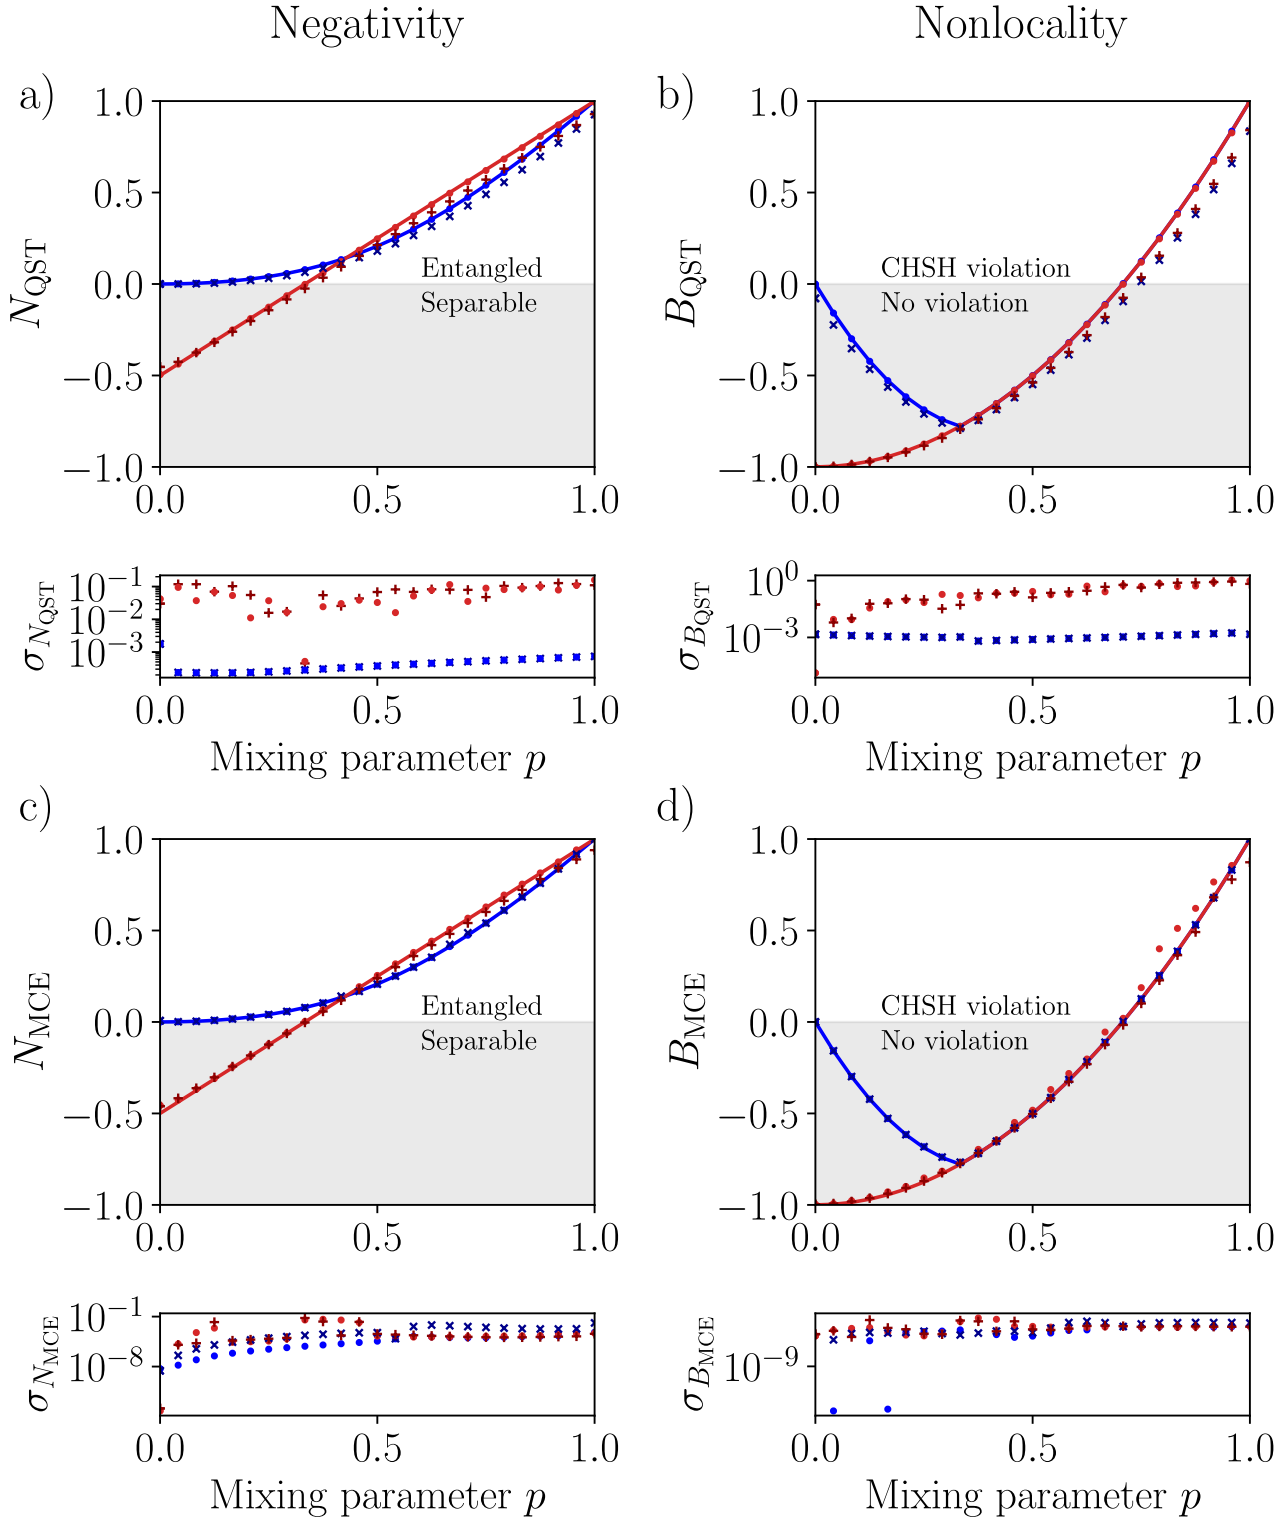 Negativity
Nonlocality
a)
1.0
0.5
0.0
−0.5
−1.0
N_QST
Entangled
Separable
0.0 0.5 1.0
10^−1
10^−2
10^−3
σ_N_QST
0.0 0.5 1.0
Mixing parameter p
b)
1.0
0.5
0.0
−0.5
−1.0
B_QST
CHSH violation
No violation
0.0 0.5 1.0
10^0
10^−3
σ_B_QST
0.0 0.5 1.0
Mixing parameter p
c)
1.0
0.5
0.0
−0.5
−1.0
N_MCE
Entangled
Separable
0.0 0.5 1.0
10^−1
10^−8
σ_N_MCE
0.0 0.5 1.0
Mixing parameter p
d)
1.0
0.5
0.0
−0.5
−1.0
B_MCE
CHSH violation
No violation
0.0 0.5 1.0
10^−9
σ_B_MCE
0.0 0.5 1.0
Mixing parameter p